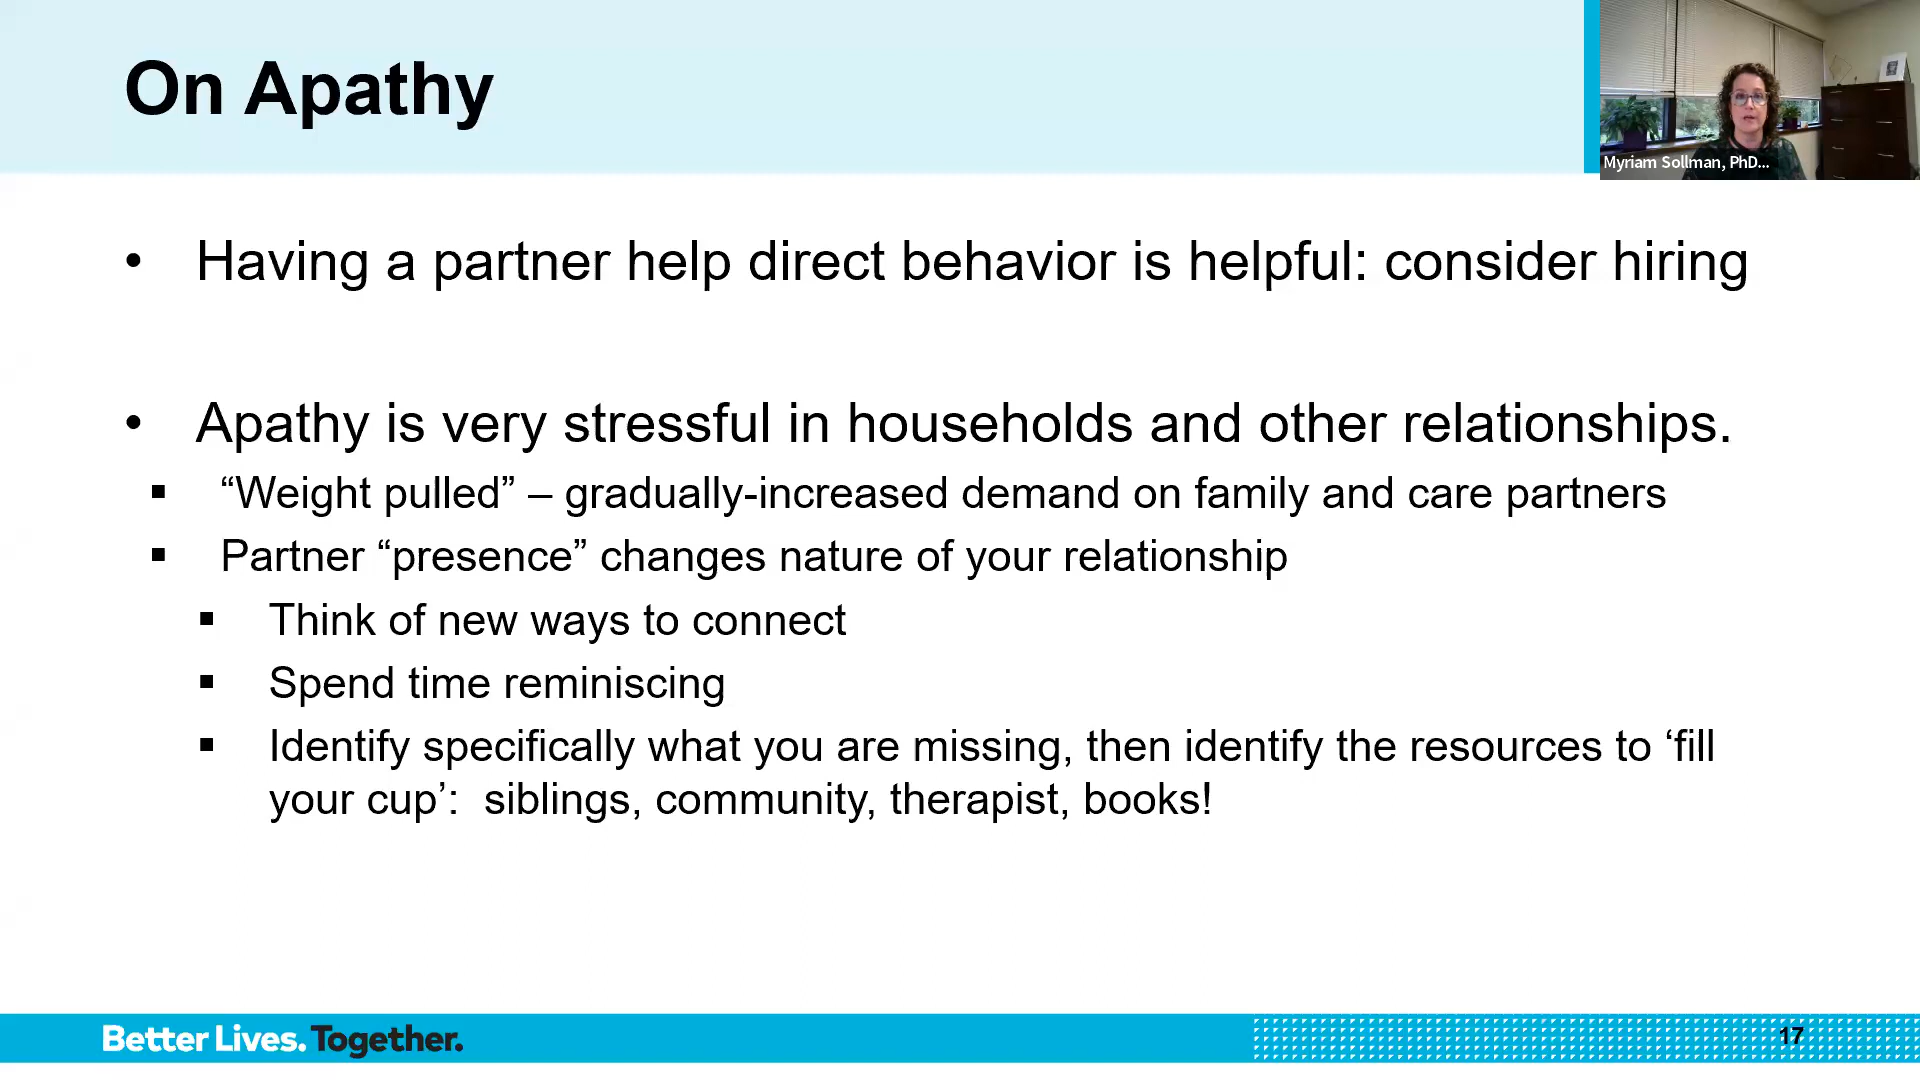 On Apathy
Myriam Sollman, PhD...
• Having a partner help direct behavior is helpful: consider hiring
• Apathy is very stressful in households and other relationships.
▪ “Weight pulled” – gradually-increased demand on family and care partners
▪ Partner “presence” changes nature of your relationship
▪ Think of new ways to connect
▪ Spend time reminiscing
▪ Identify specifically what you are missing, then identify the resources to ‘fill
your cup’:  siblings, community, therapist, books!
Better Lives. Together.
17